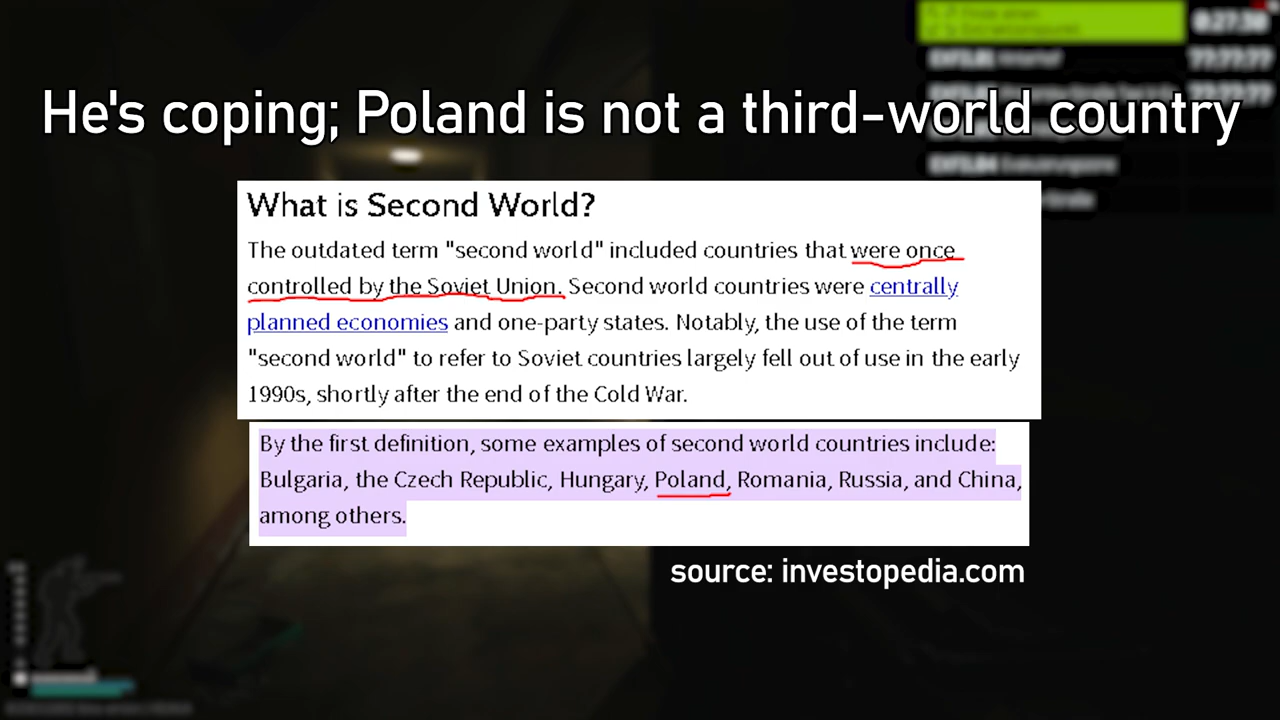 He's coping; Poland is not a third-world country
What is Second World?
The outdated term "second world" included countries that were once
controlled by the Soviet Union. Second world countries were centrally
planned economies and one-party states. Notably, the use of the term
"second world" to refer to Soviet countries largely fell out of use in the early
1990s, shortly after the end of the Cold War.
By the first definition, some examples of second world countries include:
Bulgaria, the Czech Republic, Hungary, Poland, Romania, Russia, and China,
among others.
source: investopedia.com